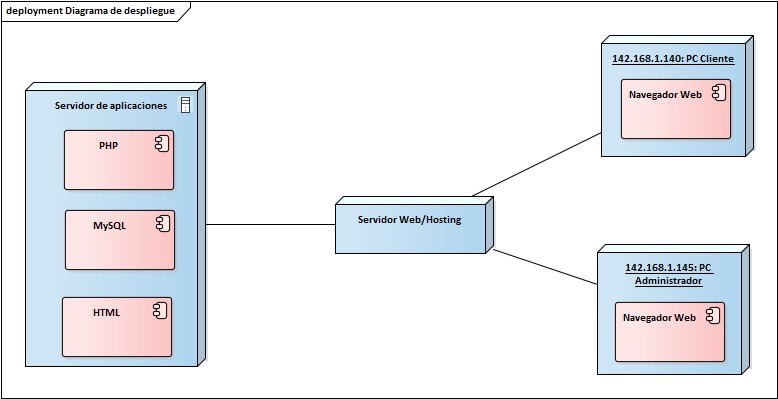 deployment Diagrama de despliegue
Servidor de aplicaciones
PHP
MySQL
HTML
Servidor Web/Hosting
142.168.1.140: PC Cliente
Navegador Web
142.168.1.145: PC
Administrador
Navegador Web